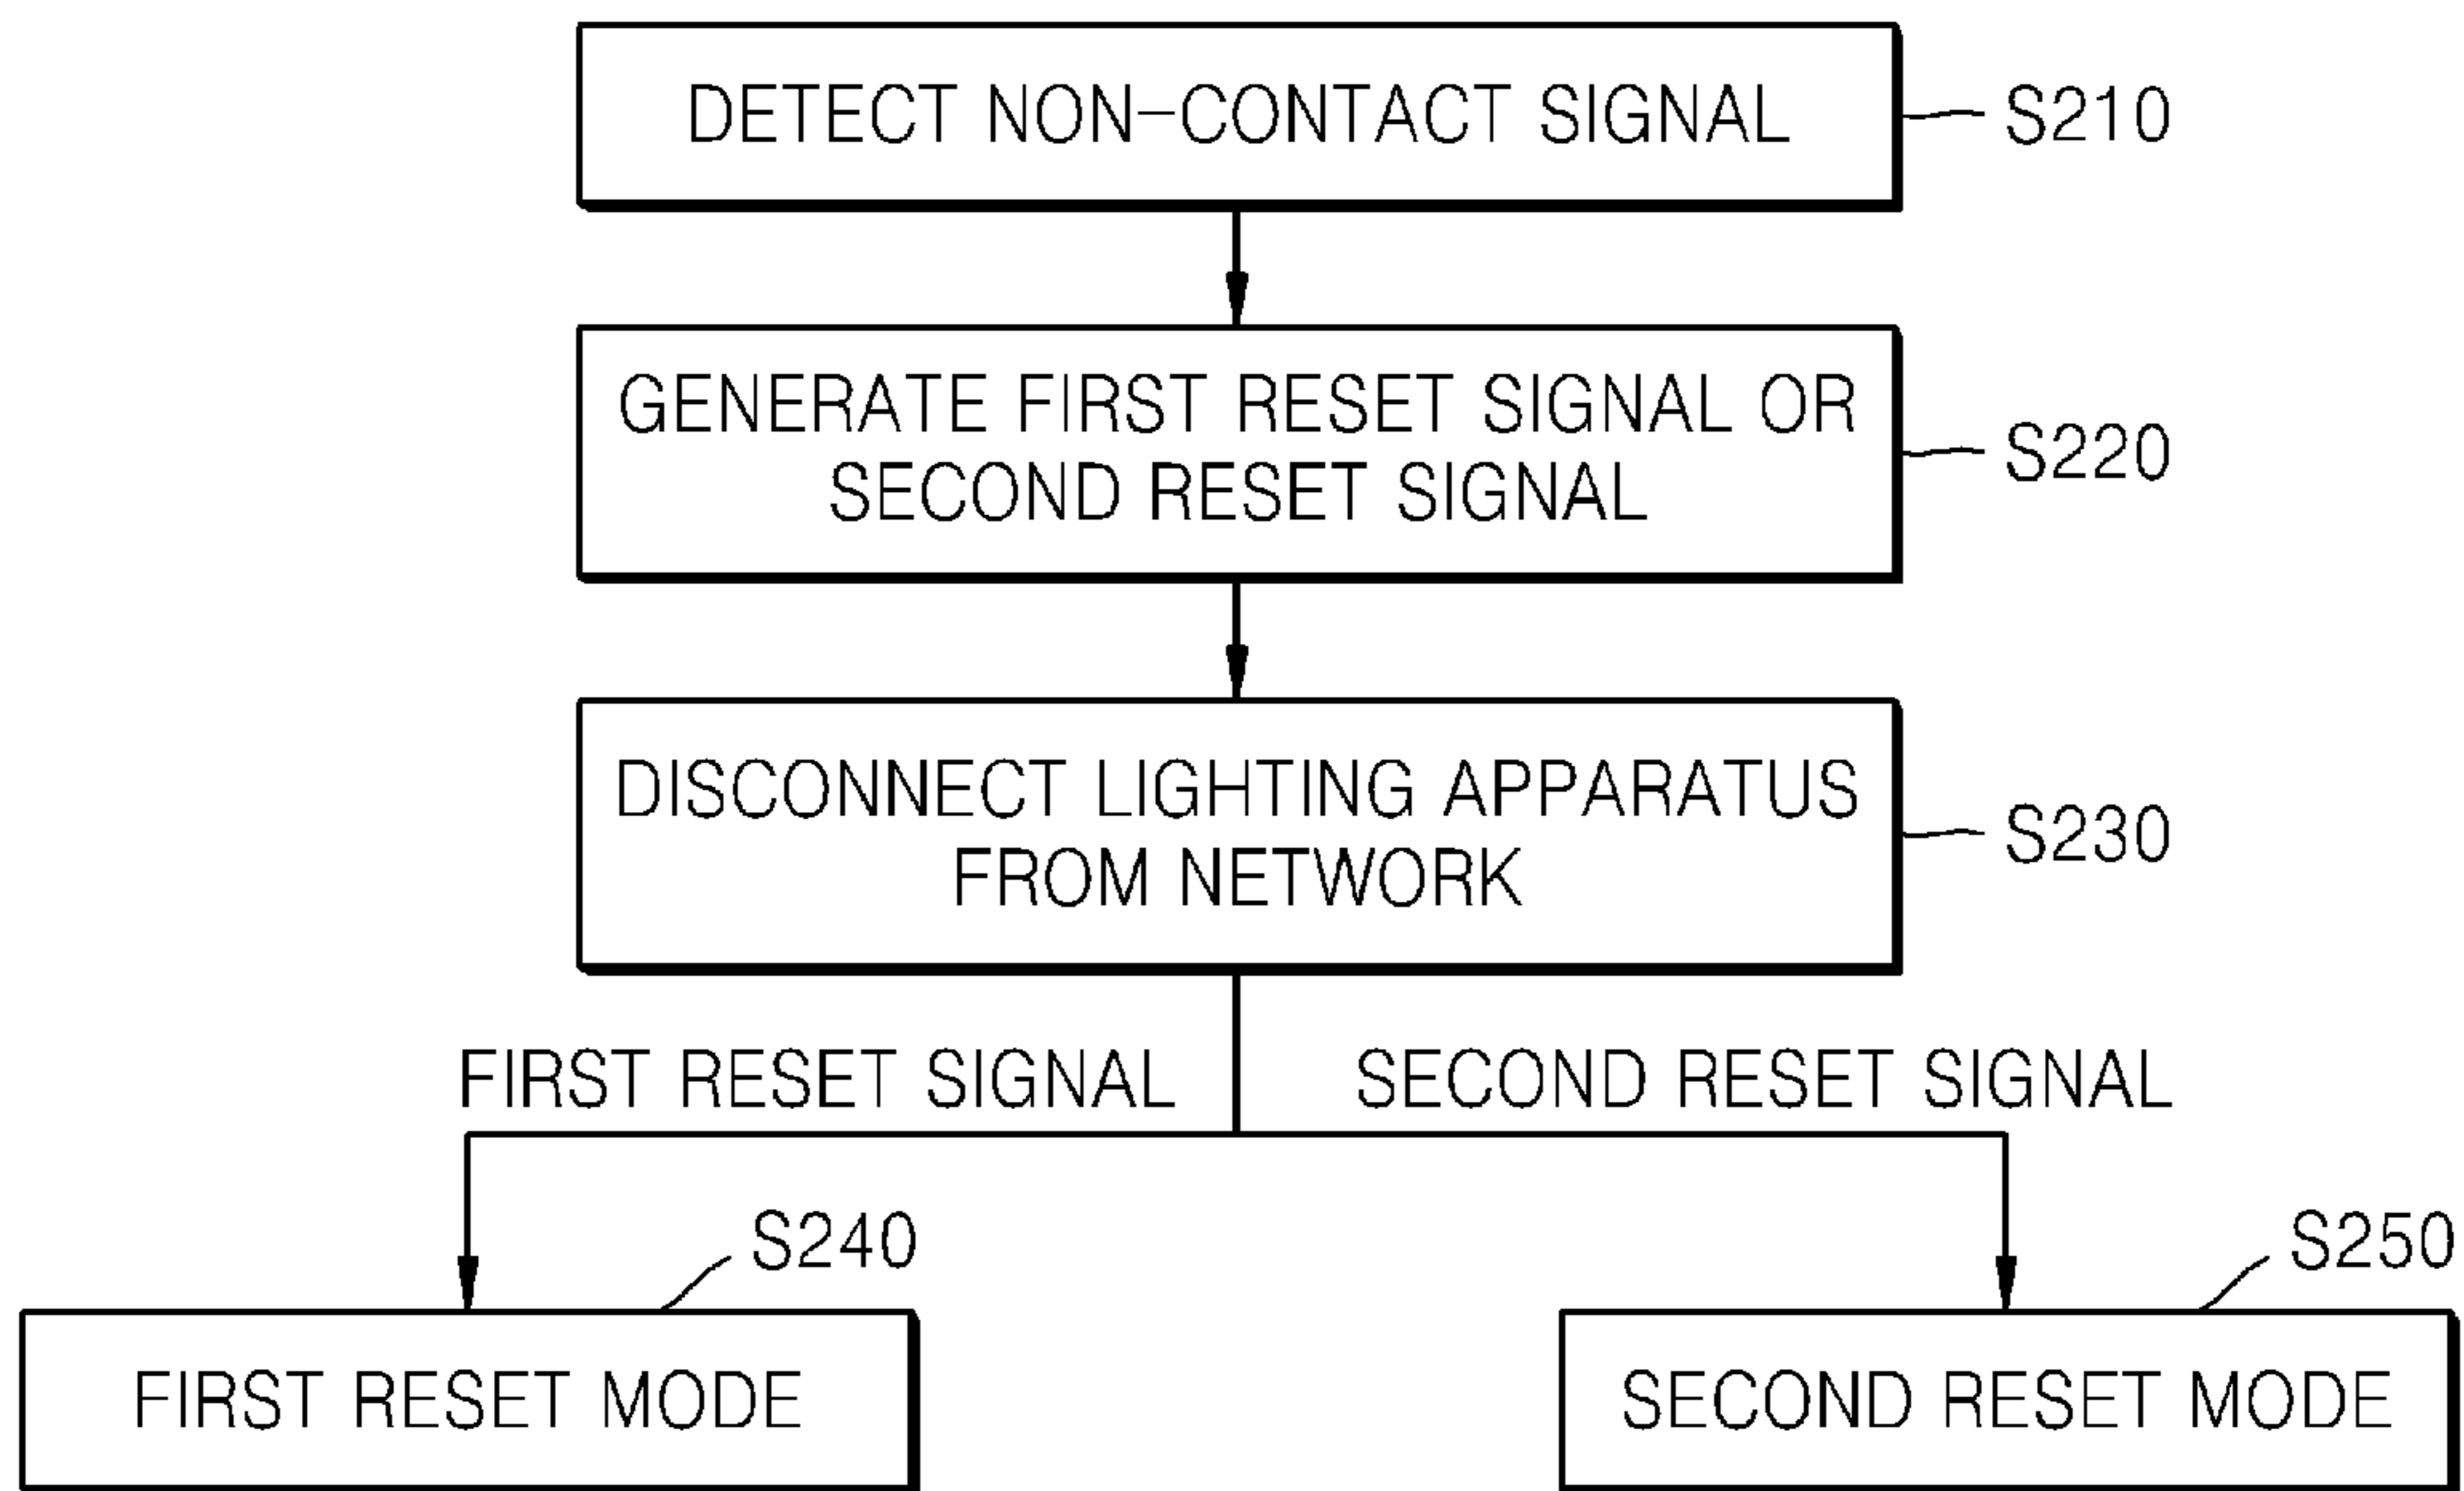 DETECT NON-CONTACT SIGNAL
S210
GENERATE FIRST RESET SIGNAL OR
SECOND RESET SIGNAL
S220
DISCONNECT LIGHTING APPARATUS
FROM NETWORK
S230
FIRST RESET SIGNAL
SECOND RESET SIGNAL
S240
S250
FIRST RESET MODE
SECOND RESET MODE